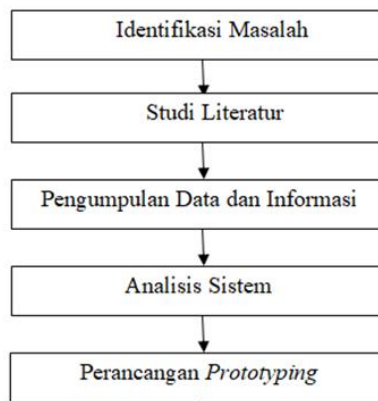 Identifikasi Masalah
Studi Literatur
Pengumpulan Data dan Informasi
Analisis Sistem
Perancangan Prototyping